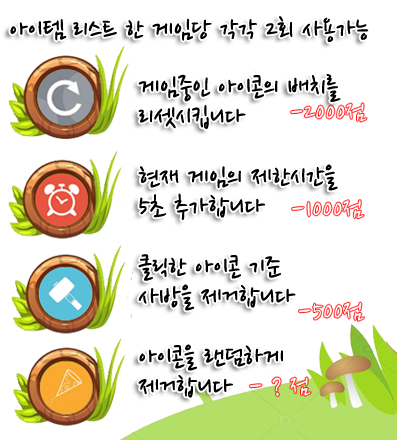 아이템 리스트 한 게임당 각각 2회 사용가능
게임중인 아이콘의 배치를
리셋시킵니다
-2000점
현재 게임의 제한시간을
5초 추가합니다
-1000점
클릭한 아이콘 기준
사방을 제거합니다
-500점
아이콘을 랜덤하게
제거합니다 - ? 점